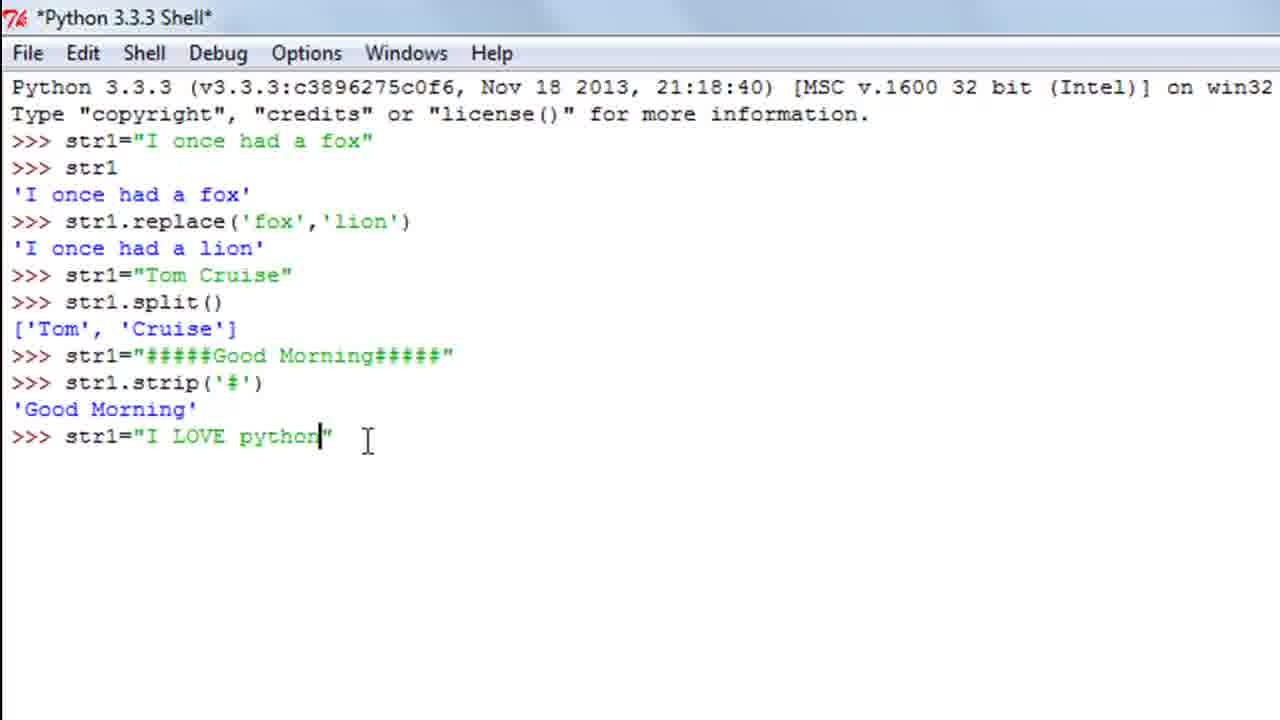 *Python 3.3.3 Shell*
File Edit Shell Debug Options Windows Help
Python 3.3.3 (v3.3.3:c3896275c0f6, Nov 18 2013, 21:18:40) [MSC v.1600 32 bit (Intel)] on win32
Type "copyright", "credits" or "license()" for more information.
>>> str1="I once had a fox"
>>> str1
'I once had a fox'
>>> str1.replace('fox','lion')
'I once had a lion'
>>> str1="Tom Cruise"
>>> str1.split()
['Tom', 'Cruise']
>>> str1="#####Good Morning#####"
>>> str1.strip('#')
'Good Morning'
>>> str1="I LOVE python"